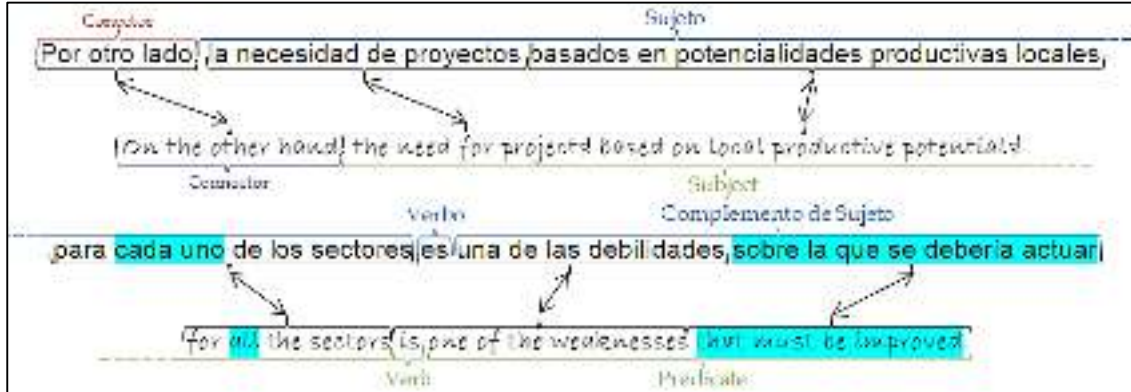 Conector Sujeto
Por otro lado, la necesidad de proyectos basados en potencialidades productivas locales,
On the other hand the need for projects based on local productive potentials
Connector Subject
Verbo Complemento de Sujeto
para cada uno de los sectores es una de las debilidades, sobre la que se debería actuar
for all the sectors is one of the weaknesses that must be improved
Verb Predicate